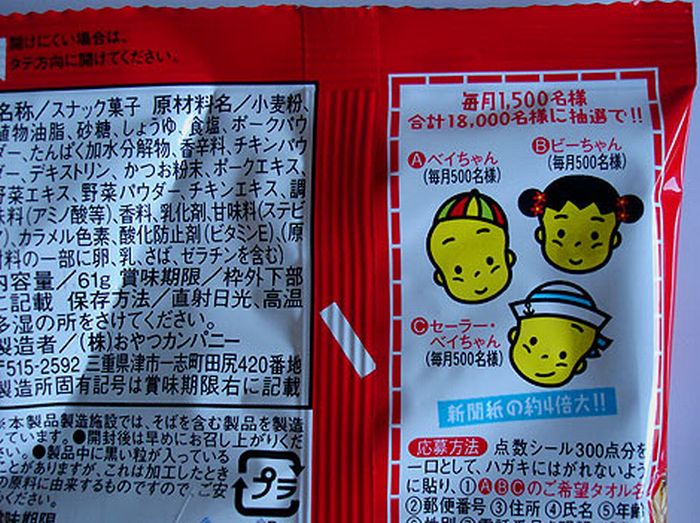 開けにくい場合は、
タテ方向に開けてください。
名称／スナック菓子 原材料名／小麦粉、
植物油脂、砂糖、しょうゆ、食塩、ポークパウ
ダー、たんぱく加水分解物、香辛料、チキンパウ
ダー、デキストリン、かつお粉末、ポークエキス、
野菜エキス、野菜パウダー、チキンエキス、調
味料(アミノ酸等)、香料、乳化剤、甘味料(ステビ
ア)、カラメル色素、酸化防止剤(ビタミンE)、(原
材料の一部に卵、乳、さば、ゼラチンを含む)
内容量／61g 賞味期限／枠外下部
に記載 保存方法／直射日光、高温
多湿の所をさけてください。
製造者／(株)おやつカンパニー
〒515-2592 三重県津市一志町田尻420番地
製造所固有記号は賞味期限右に記載
※本製品製造施設では、そばを含む製品を製造
しています。●開封後は早めにお召し上がりくだ
さい。●製品中に黒い粒が入っている
ことがありますが、これは加工したとき
の原料に由来するものですので、ご安
心ください。
賞味期限
プラ
毎月1,500名様
合計18,000名様に抽選で!!
Aベイちゃん
(毎月500名様)
Bビーちゃん
(毎月500名様)
Cセーラー・
ベイちゃん
(毎月500名様)
新聞紙の約4倍大!!
応募方法 点数シール300点分を
一口として、ハガキにはがれないよう
に貼り、①ABCのご希望タオル名
②郵便番号③住所④氏名⑤年齢